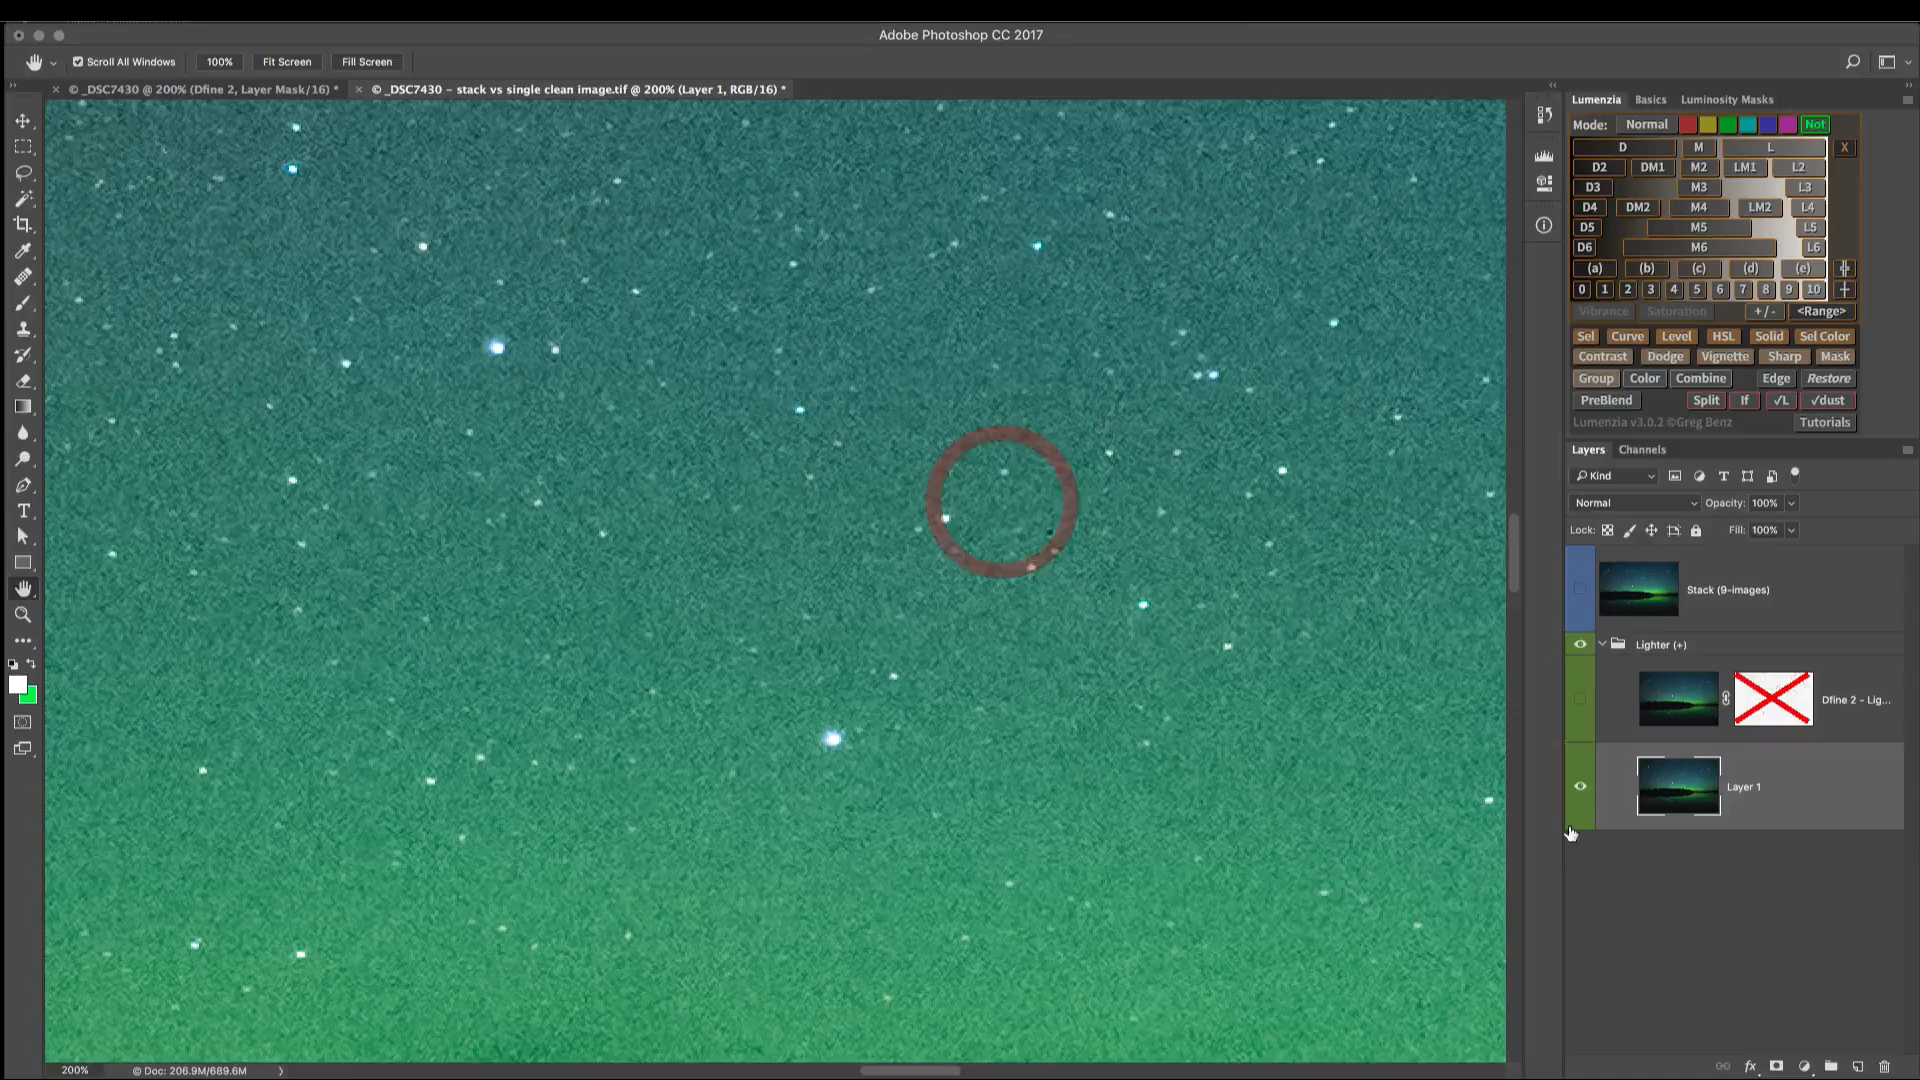 Adobe Photoshop CC 2017
Scroll All Windows 100% Fit Screen Fill Screen
© _DSC7430 @ 200% (Dfine 2, Layer Mask/16) *
© _DSC7430 – stack vs single clean image.tif @ 200% (Layer 1, RGB/16) *
Lumenzia Basics Luminosity Masks
Mode: Normal Not
D M L X
D2 DM1 M2 LM1 L2
D3 M3 L3
D4 DM2 M4 LM2 L4
D5 M5 L5
D6 M6 L6
(a) (b) (c) (d) (e)
0 1 2 3 4 5 6 7 8 9 10
Vibrance Saturation +/- <Range>
Sel Curve Level HSL Solid Sel Color
Contrast Dodge Vignette Sharp Mask
Group Color Combine Edge Restore
PreBlend Split If √L √dust
Lumenzia v3.0.2 ©Greg Benz Tutorials
Layers Channels
Kind
Normal Opacity: 100%
Lock: Fill: 100%
Stack (9-images)
Lighter (+)
Dfine 2 - Lig...
Layer 1
200% © Doc: 206.9M/689.6M
fx